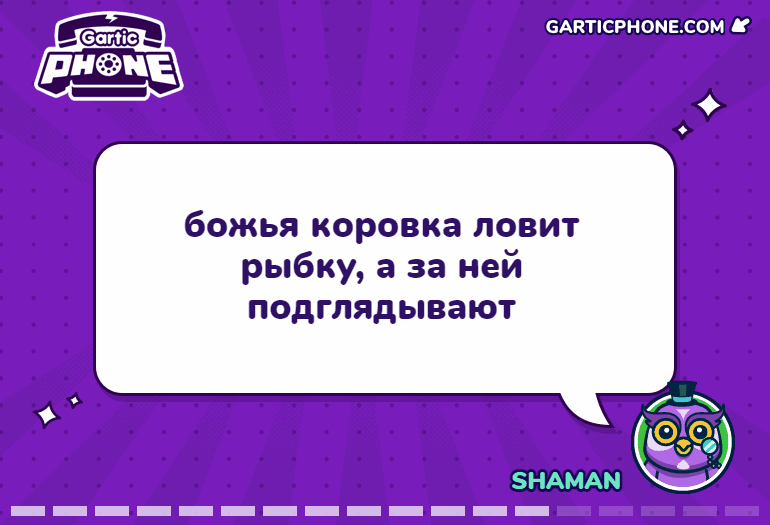 Gartic
PHONE
GARTICPHONE.COM
божья коровка ловит
рыбку, а за ней
подглядывают
SHAMAN